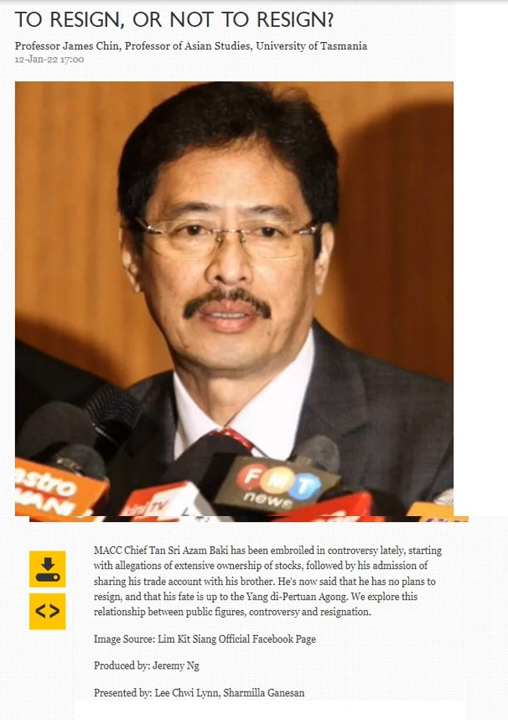 TO RESIGN, OR NOT TO RESIGN?
Professor James Chin, Professor of Asian Studies, University of Tasmania
12-Jan-22 17:00
astro
AWANI
TV
FMT
news
MACC Chief Tan Sri Azam Baki has been embroiled in controversy lately, starting
with allegations of extensive ownership of stocks, followed by his admission of
sharing his trade account with his brother. He's now said that he has no plans to
resign, and that his fate is up to the Yang di-Pertuan Agong. We explore this
relationship between public figures, controversy and resignation.
Image Source: Lim Kit Siang Official Facebook Page
Produced by: Jeremy Ng
Presented by: Lee Chwi Lynn, Sharmilla Ganesan